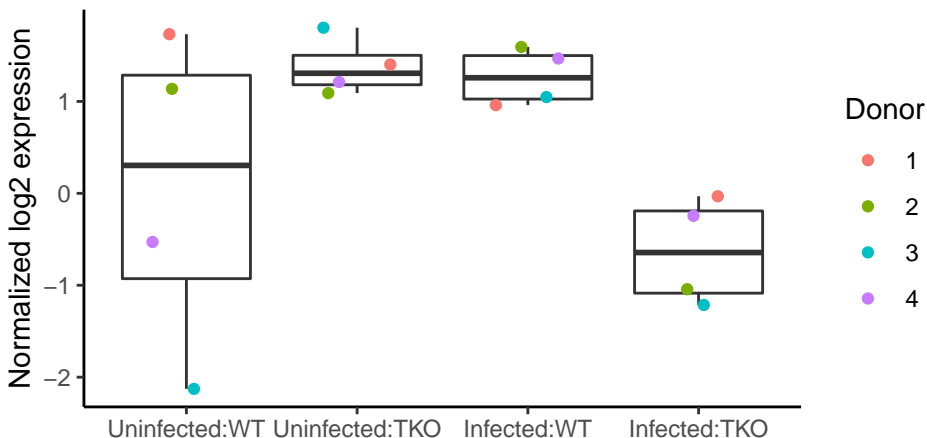 Normalized log2 expression
1
0
−1
−2
Uninfected:WT
Uninfected:TKO
Infected:WT
Infected:TKO
Donor
1
2
3
4